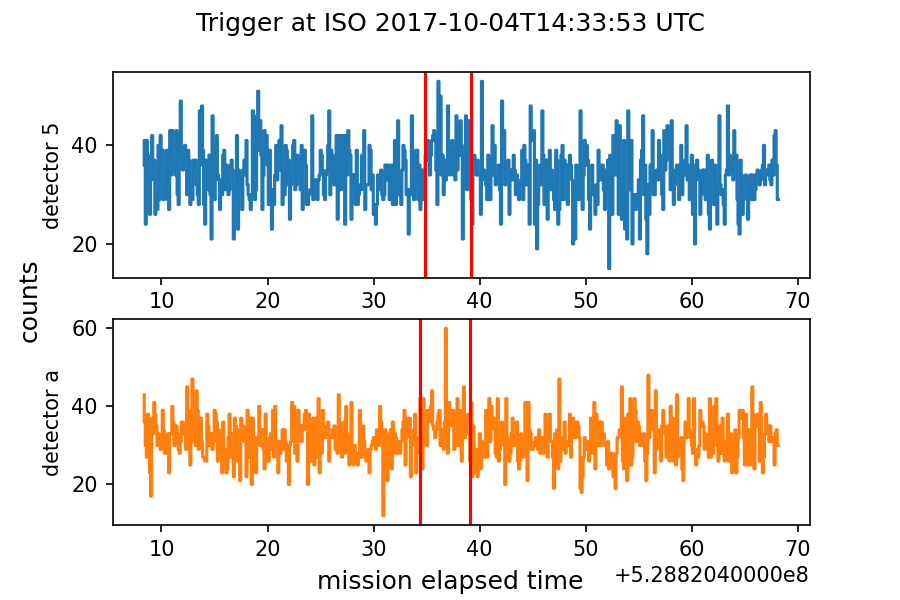 Trigger at ISO 2017-10-04T14:33:53 UTC
40
20
detector 5
10 20 30 40 50 60 70
counts
60
40
20
detector a
10 20 30 40 50 60 70
+5.2882040000e8
mission elapsed time